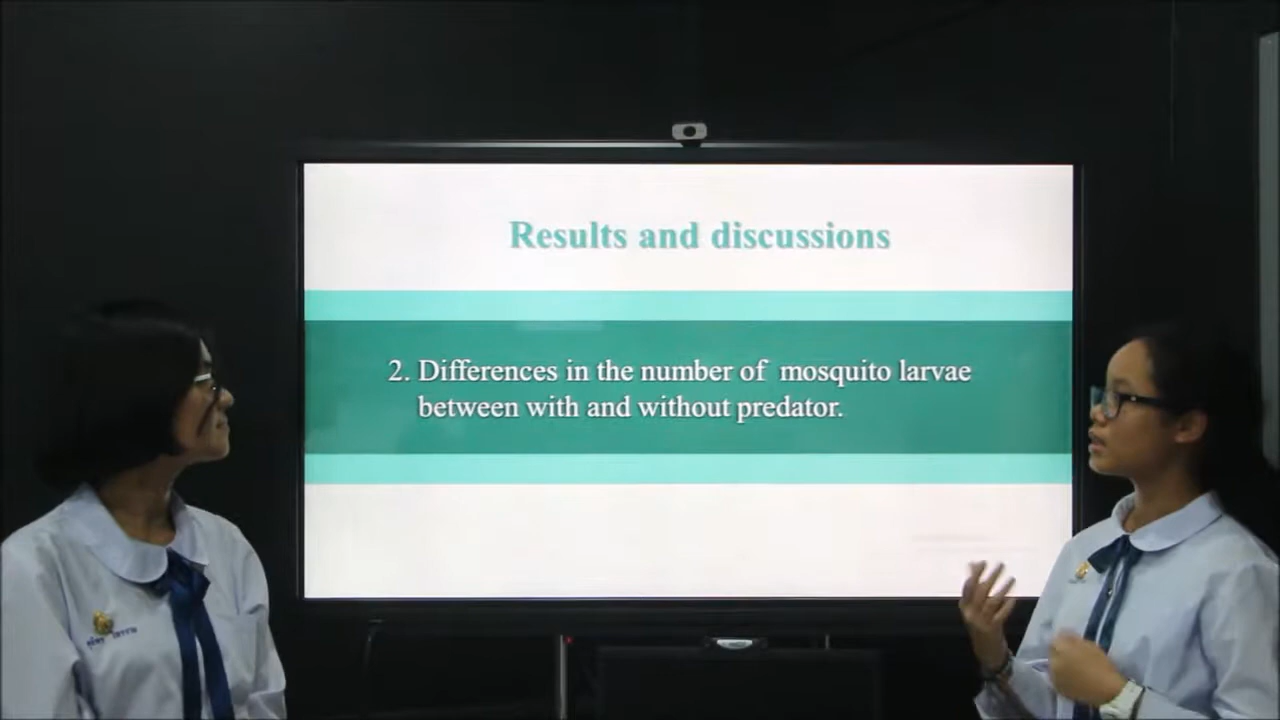 Results and discussions
2. Differences in the number of mosquito larvae
between with and without predator.